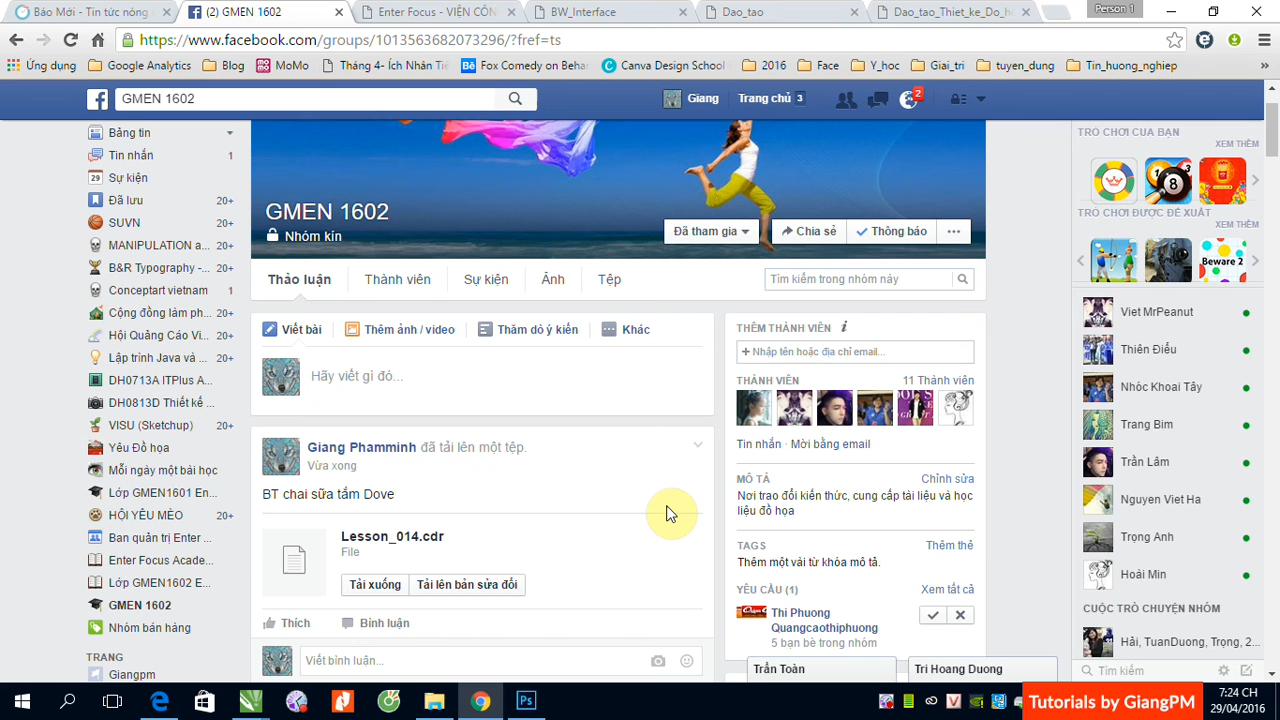 Báo Mới - Tin tức nóng
(2) GMEN 1602
Enter Focus - VIỆN CÔN
BW_Interface
Dao_tao
Dao_tao_Thiet_ke_Do_h
Person 1
https://www.facebook.com/groups/1013563682073296/?fref=ts
Ứng dụng
Google Analytics
Blog
MoMo
Tháng 4- Ích Nhân Ti
Fox Comedy on Behan
Canva Design School
2016
Face
Y_hoc
Giai_tri
tuyen_dung
Tin_huong_nghiep
GMEN 1602
Giang
Trang chủ 3
2
Bảng tin
Tin nhắn 1
Sự kiện
Đã lưu 20+
SUVN 20+
MANIPULATION a... 20+
B&R Typography -... 20+
Conceptart vietnam 1
Cộng đồng làm ph... 20+
Hội Quảng Cáo Vi... 20+
Lập trình Java và ... 20+
DH0713A ITPlus A...
DH0813D Thiết kế ...
VISU (Sketchup) 20+
Yêu Đồ họa
Mỗi ngày một bài học
Lớp GMEN1601 En...
HỘI YÊU MÈO 20+
Ban quản trị Enter ...
Enter Focus Acade...
Lớp GMEN1602 E...
GMEN 1602
Nhóm bán hàng
TRANG
Giangpm
GMEN 1602
Nhóm kín
Đã tham gia
Chia sẻ
Thông báo
Thảo luận
Thành viên
Sự kiện
Ảnh
Tệp
Tìm kiếm trong nhóm này
Viết bài
Thêm ảnh / video
Thăm dò ý kiến
Khác
Hãy viết gì đó...
Giang Phamminh đã tải lên một tệp.
Vừa xong
BT chai sữa tắm Dove
Lesson_014.cdr
File
Tải xuống
Tải lên bản sửa đổi
Thích
Bình luận
Viết bình luận...
THÊM THÀNH VIÊN
+ Nhập tên hoặc địa chỉ email...
THÀNH VIÊN
11 Thành viên
Tin nhắn · Mời bằng email
MÔ TẢ
Chỉnh sửa
Nơi trao đổi kiến thức, cung cấp tài liệu và học
liệu đồ họa
TAGS
Thêm thẻ
Thêm một vài từ khóa mô tả.
YÊU CẦU (1)
Xem tất cả
Thi Phuong
Quangcaothiphuong
5 bạn bè trong nhóm
Trần Toàn
Tri Hoang Duong
TRÒ CHƠI CỦA BẠN
XEM THÊM
TRÒ CHƠI ĐƯỢC ĐỀ XUẤT
XEM THÊM
Beware 2
Viet MrPeanut
Thiên Điểu
Nhóc Khoai Tây
Trang Bim
Trần Lâm
Nguyen Viet Ha
Trọng Anh
Hoài Min
CUỘC TRÒ CHUYỆN NHÓM
Hải, TuanDuong, Trọng, 2...
Tìm kiếm
Tutorials by GiangPM
7:24 CH
29/04/2016